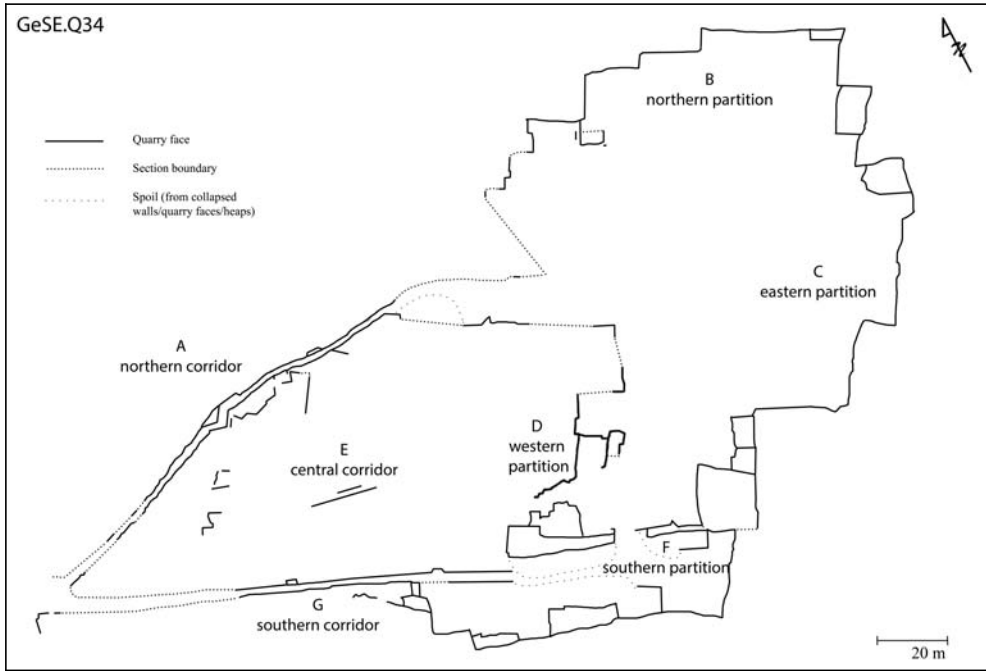 GeSE.Q34
N
B
northern partition
Quarry face
Section boundary
Spoil (from collapsed
walls/quarry faces/heaps)
C
eastern partition
A
northern corridor
D
western
partition
E
central corridor
F
southern partition
G
southern corridor
20 m